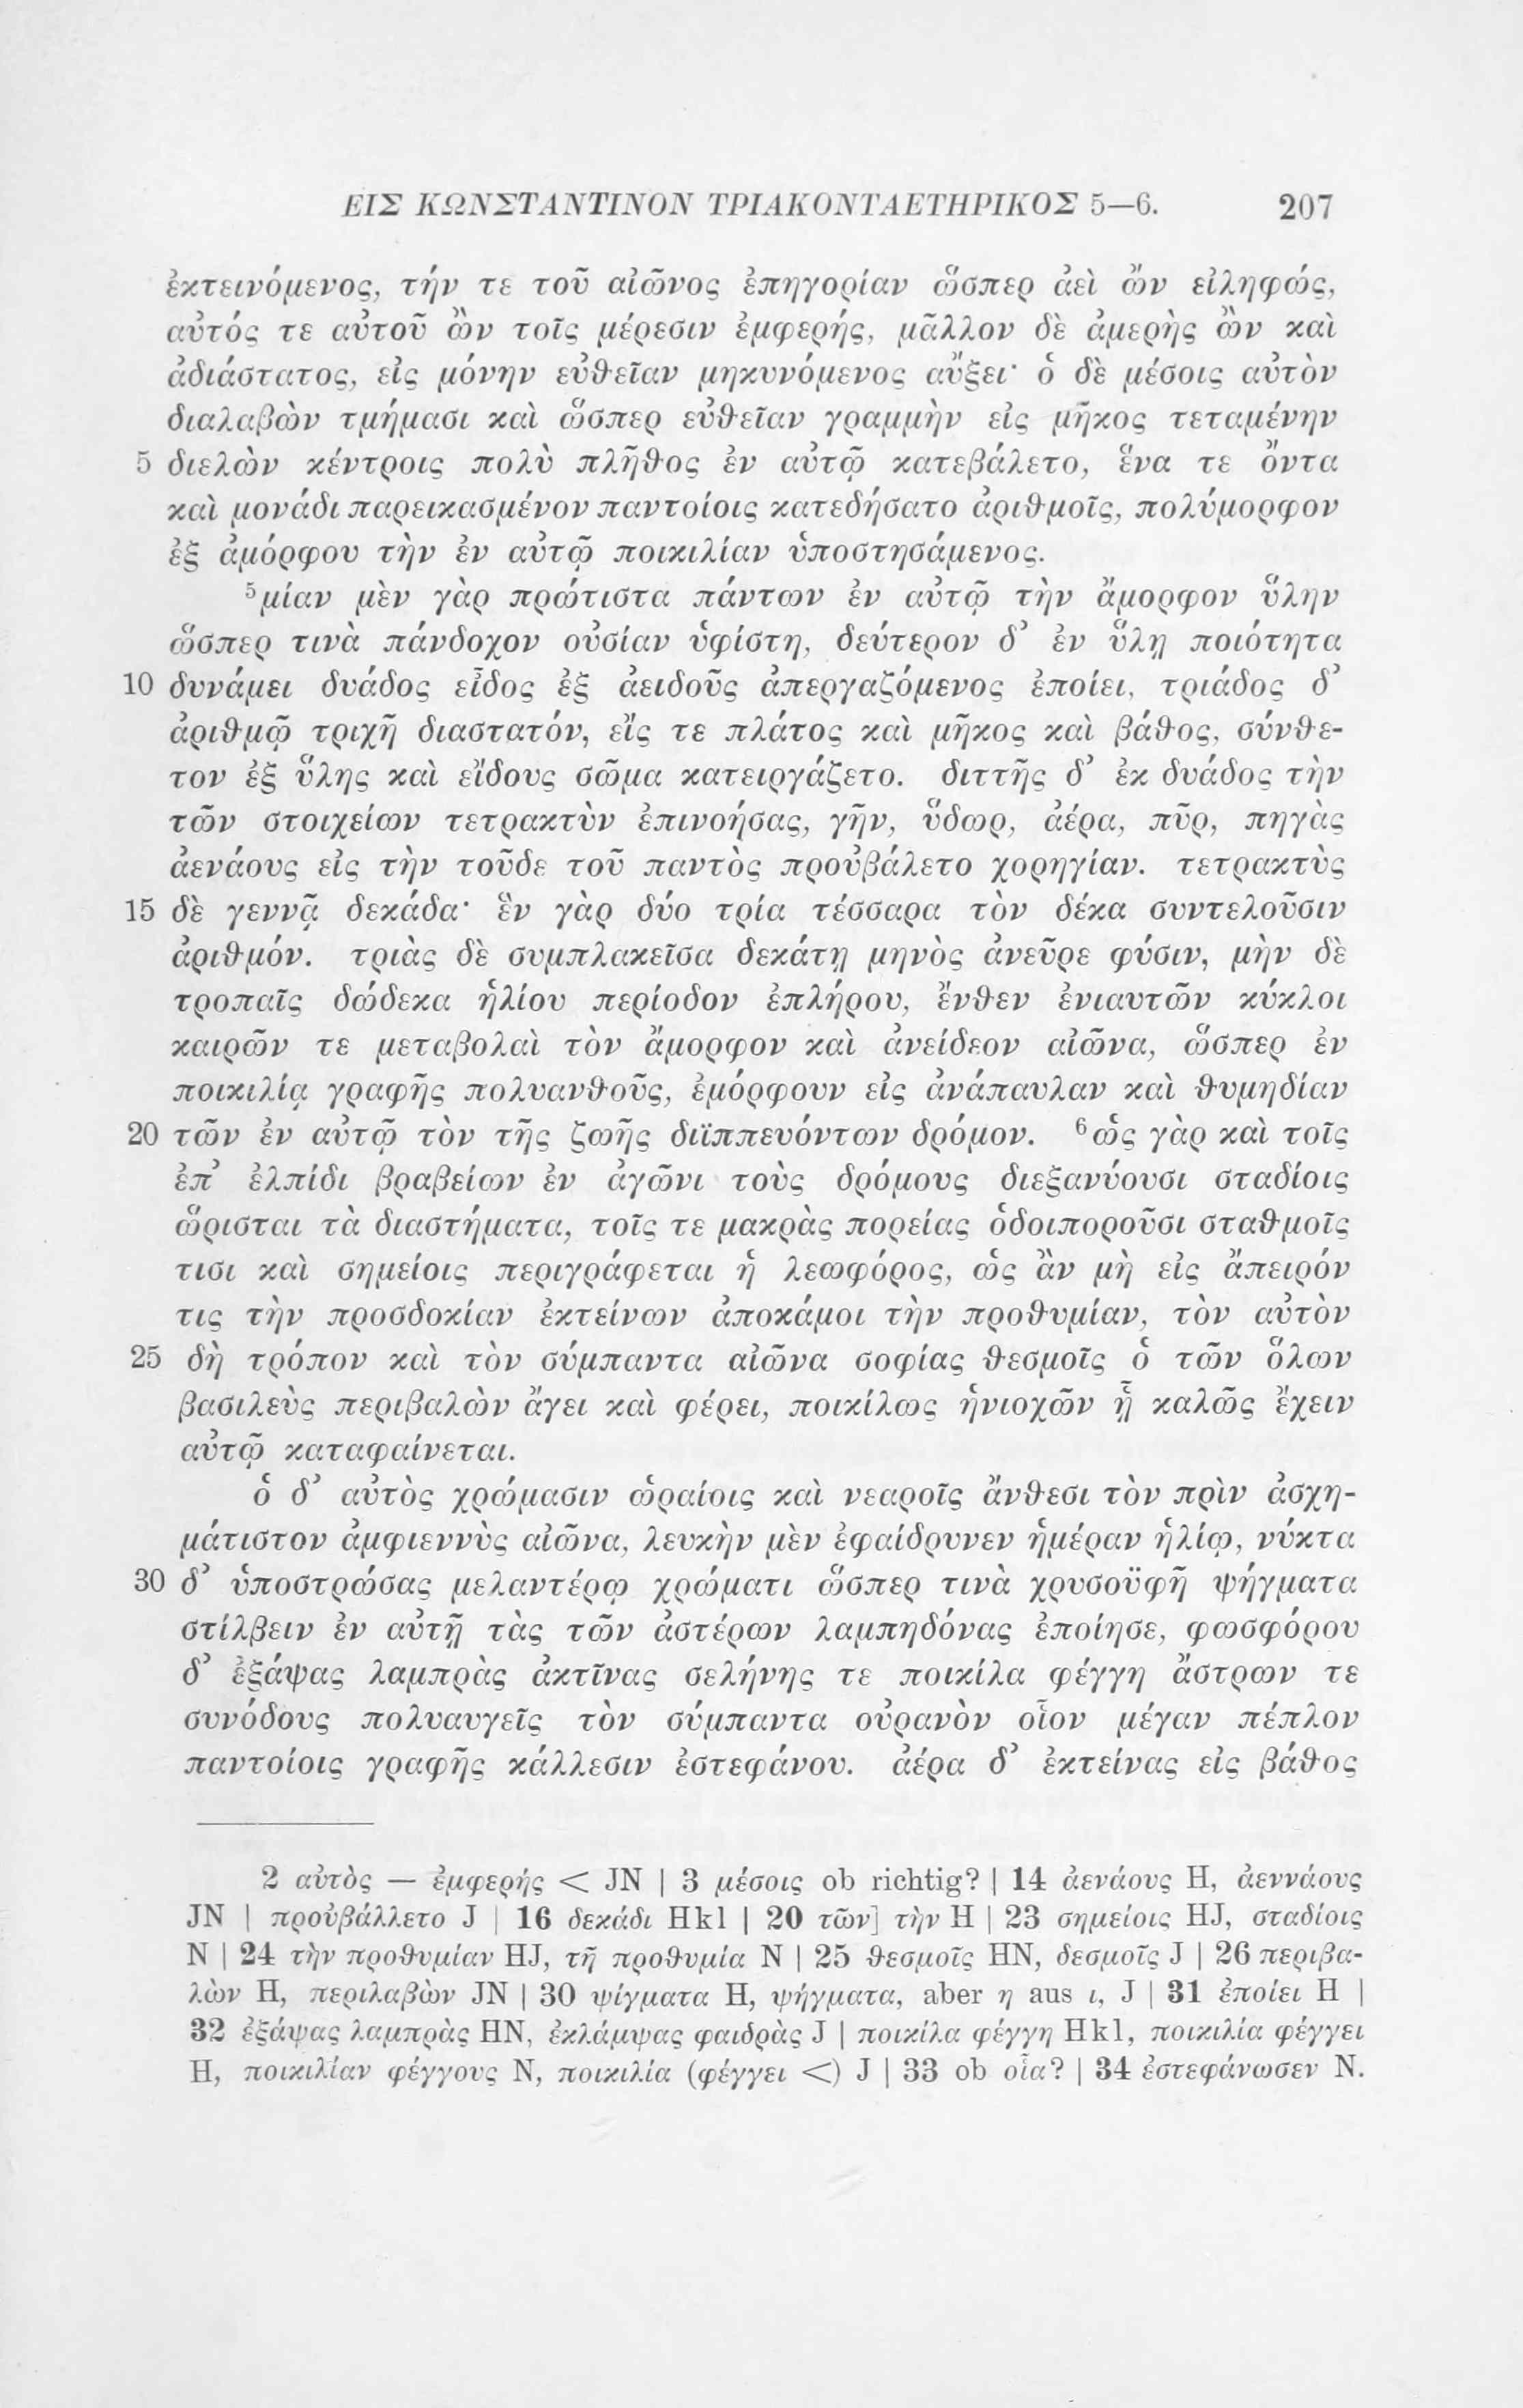 ΕΙΣ ΚΩΝΣΤΑΝΤΙΝΟΝ ΤΡΙΑΚΟΝΤΑΕΤΗΡΙΚΟΣ 5—6. 207
ἐκτεινόμενος, τήν τε τοῦ αἰῶνος ἐπηγορίαν ὥσπερ ἀεὶ ὤν εἰληφώς,
αὐτός τε αὐτοῦ ὢν τοῖς μέρεσιν ἐμφερής, μᾶλλον δὲ ἀμερὴς ὢν καὶ
ἀδιάστατος, εἰς μόνην εὐθεῖαν μηκυνόμενος αὔξει· ὁ δὲ μέσοις αὐτὸν
διαλαβὼν τμήμασι καὶ ὥσπερ εὐθεῖαν γραμμὴν εἰς μῆκος τεταμένην
5 διελὼν κέντροις πολὺ πλῆθος ἐν αὐτῷ κατεβάλετο, ἕνα τε ὄντα
καὶ μονάδι παρεικασμένον παντοίοις κατεδήσατο ἀριθμοῖς, πολύμορφον
ἐξ ἀμόρφου τὴν ἐν αὐτῷ ποικιλίαν ὑποστησάμενος.
⁵μίαν μὲν γὰρ πρώτιστα πάντων ἐν αὐτῷ τὴν ἄμορφον ὕλην
ὥσπερ τινὰ πάνδοχον οὐσίαν ὑφίστη, δεύτερον δ’ ἐν ὕλῃ ποιότητα
10 δυνάμει δυάδος εἶδος ἐξ ἀειδοῦς ἀπεργαζόμενος ἐποίει, τριάδος δ’
ἀριθμῷ τριχῆ διαστατόν, εἴς τε πλάτος καὶ μῆκος καὶ βάθος, σύνθε-
τον ἐξ ὕλης καὶ εἴδους σῶμα κατειργάζετο. διττῆς δ’ ἐκ δυάδος τὴν
τῶν στοιχείων τετρακτὺν ἐπινοήσας, γῆν, ὕδωρ, ἀέρα, πῦρ, πηγὰς
ἀενάους εἰς τὴν τοῦδε τοῦ παντὸς προὐβάλετο χορηγίαν. τετρακτὺς
15 δὲ γεννᾷ δεκάδα· ἓν γὰρ δύο τρία τέσσαρα τὸν δέκα συντελοῦσιν
ἀριθμόν. τριὰς δὲ συμπλακεῖσα δεκάτῃ μηνὸς ἀνεῦρε φύσιν, μὴν δὲ
τροπαῖς δώδεκα ἡλίου περίοδον ἐπλήρου, ἔνθεν ἐνιαυτῶν κύκλοι
καιρῶν τε μεταβολαὶ τὸν ἄμορφον καὶ ἀνείδεον αἰῶνα, ὥσπερ ἐν
ποικιλίᾳ γραφῆς πολυανθοῦς, ἐμόρφουν εἰς ἀνάπαυλαν καὶ θυμηδίαν
20 τῶν ἐν αὐτῷ τὸν τῆς ζωῆς διϊππευόντων δρόμον. ⁶ὡς γὰρ καὶ τοῖς
ἐπ’ ἐλπίδι βραβείων ἐν ἀγῶνι τοὺς δρόμους διεξανύουσι σταδίοις
ὥρισται τὰ διαστήματα, τοῖς τε μακρὰς πορείας ὁδοιποροῦσι σταθμοῖς
τισι καὶ σημείοις περιγράφεται ἡ λεωφόρος, ὡς ἂν μὴ εἰς ἄπειρόν
τις τὴν προσδοκίαν ἐκτείνων ἀποκάμοι τὴν προθυμίαν, τὸν αὐτὸν
25 δὴ τρόπον καὶ τὸν σύμπαντα αἰῶνα σοφίας θεσμοῖς ὁ τῶν ὅλων
βασιλεὺς περιβαλὼν ἄγει καὶ φέρει, ποικίλως ἡνιοχῶν ᾗ καλῶς ἔχειν
αὐτῷ καταφαίνεται.
ὁ δ’ αὐτὸς χρώμασιν ὡραίοις καὶ νεαροῖς ἄνθεσι τὸν πρὶν ἀσχη-
μάτιστον ἀμφιεννὺς αἰῶνα, λευκὴν μὲν ἐφαίδρυνεν ἡμέραν ἡλίῳ, νύκτα
30 δ’ ὑποστρώσας μελαντέρῳ χρώματι ὥσπερ τινὰ χρυσοϋφῆ ψήγματα
στίλβειν ἐν αὐτῇ τὰς τῶν ἀστέρων λαμπηδόνας ἐποίησε, φωσφόρου
δ’ ἐξάψας λαμπρὰς ἀκτῖνας σελήνης τε ποικίλα φέγγη ἄστρων τε
συνόδους πολυαυγεῖς τὸν σύμπαντα οὐρανὸν οἷον μέγαν πέπλον
παντοίοις γραφῆς κάλλεσιν ἐστεφάνου. ἀέρα δ’ ἐκτείνας εἰς βάθος
2 αὐτὸς — ἐμφερής < JN | 3 μέσοις ob richtig? | 14 ἀενάους H, ἀεννάους
JN | προὐβάλλετο J | 16 δεκάδι Hkl | 20 τῶν] τὴν H | 23 σημείοις HJ, σταδίοις
N | 24 τὴν προθυμίαν HJ, τῇ προθυμία N | 25 θεσμοῖς HN, δεσμοῖς J | 26 περιβα-
λὼν H, περιλαβὼν JN | 30 ψίγματα H, ψήγματα, aber η aus ι, J | 31 ἐποίει H |
32 ἐξάψας λαμπρὰς HN, ἐκλάμψας φαιδρὰς J | ποικίλα φέγγη Hkl, ποικιλία φέγγει
H, ποικιλίαν φέγγους N, ποικιλία (φέγγει <) J | 33 ob οἷα? | 34 ἐστεφάνωσεν N.